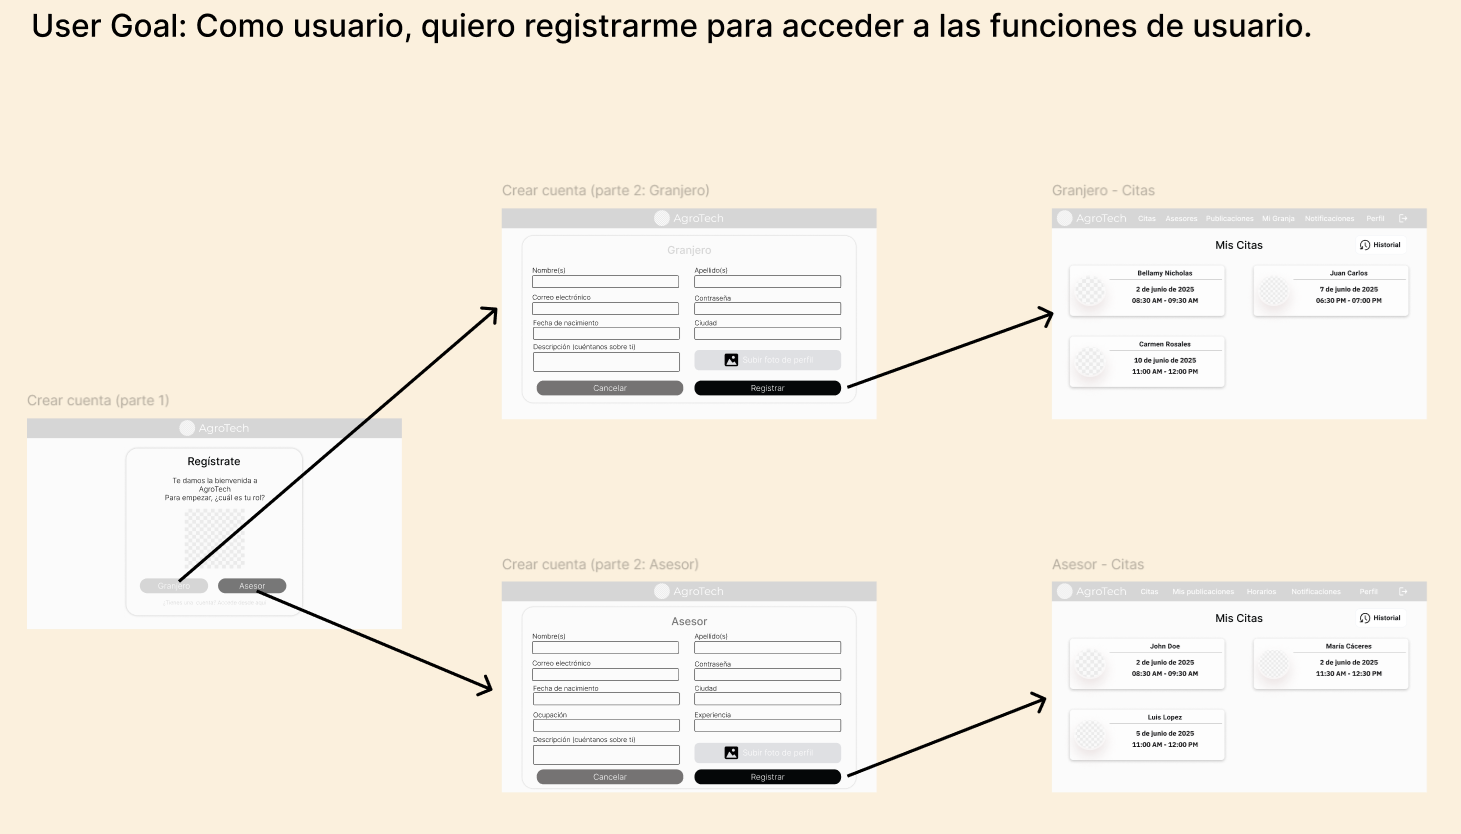 User Goal: Como usuario, quiero registrarme para acceder a las funciones de usuario.
Crear cuenta (parte 1)
AgroTech
Regístrate
Te damos la bienvenida a
AgroTech
Para empezar, ¿cuál es tu rol?
Granjero
Asesor
Crear cuenta (parte 2: Granjero)
AgroTech
Granjero
Nombre(s)
Apellido(s)
Correo electrónico
Contraseña
Fecha de nacimiento
Ciudad
Descripción (cuéntanos sobre ti)
Subir foto de perfil
Cancelar
Registrar
Granjero - Citas
AgroTech Citas Asesores Publicaciones Mi Granja Notificaciones Perfil
Mis Citas
Historial
Bellamy Nicholas
2 de junio de 2025
08:30 AM - 09:30 AM
Juan Carlos
7 de junio de 2025
06:30 PM - 07:00 PM
Carmen Rosales
10 de junio de 2025
11:00 AM - 12:00 PM
Crear cuenta (parte 2: Asesor)
AgroTech
Asesor
Nombre(s)
Apellido(s)
Correo electrónico
Contraseña
Fecha de nacimiento
Ciudad
Ocupación
Experiencia
Descripción (cuéntanos sobre ti)
Subir foto de perfil
Cancelar
Registrar
Asesor - Citas
AgroTech Citas Mis publicaciones Horarios Notificaciones Perfil
Mis Citas
Historial
John Doe
2 de junio de 2025
08:30 AM - 09:30 AM
María Cáceres
2 de junio de 2025
11:30 AM - 12:30 PM
Luis Lopez
5 de junio de 2025
11:00 AM - 12:00 PM